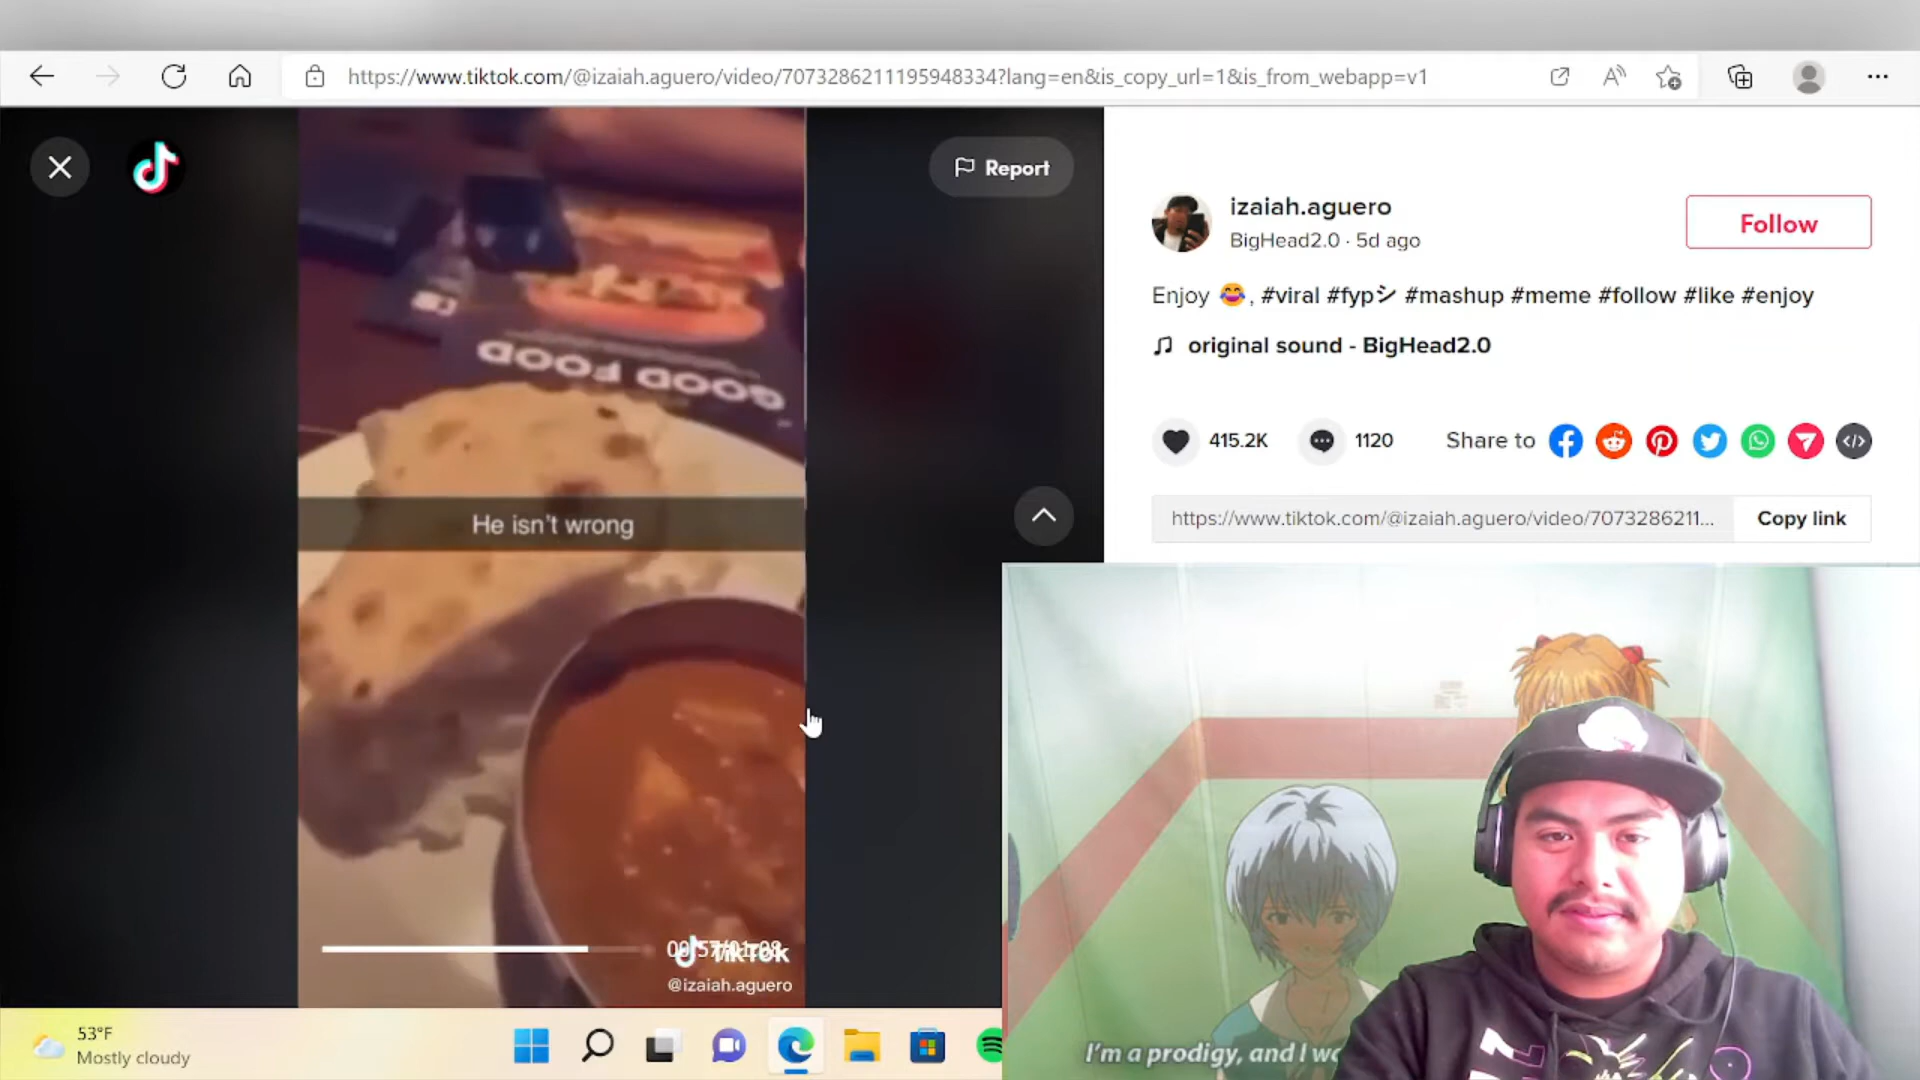 https://www.tiktok.com/@izaiah.aguero/video/7073286211195948334?lang=en&is_copy_url=1&is_from_webapp=v1
Report
GOOD FOOD
He isn't wrong
TikTok
@izaiah.aguero
izaiah.aguero
BigHead2.0 · 5d ago
Follow
Enjoy 😂, #viral #fypシ #mashup #meme #follow #like #enjoy
original sound - BigHead2.0
415.2K
1120
Share to
https://www.tiktok.com/@izaiah.aguero/video/7073286211...
Copy link
I'm a prodigy, and I
53°F
Mostly cloudy